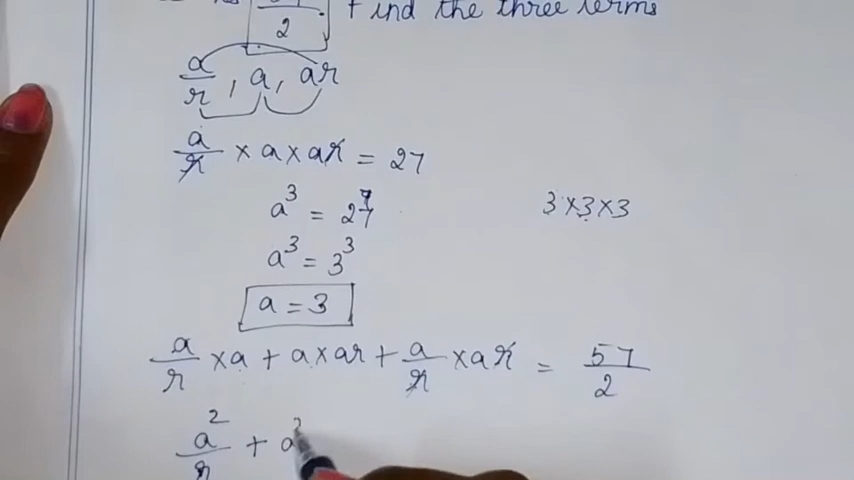 2 Find the three terms
a/r , a, ar
a/r × a × ar = 27
a³ = 27
3×3×3
a³ = 3³
a = 3
a/r × a + a × ar + a/r × ar = 57/2
a²/r + a²